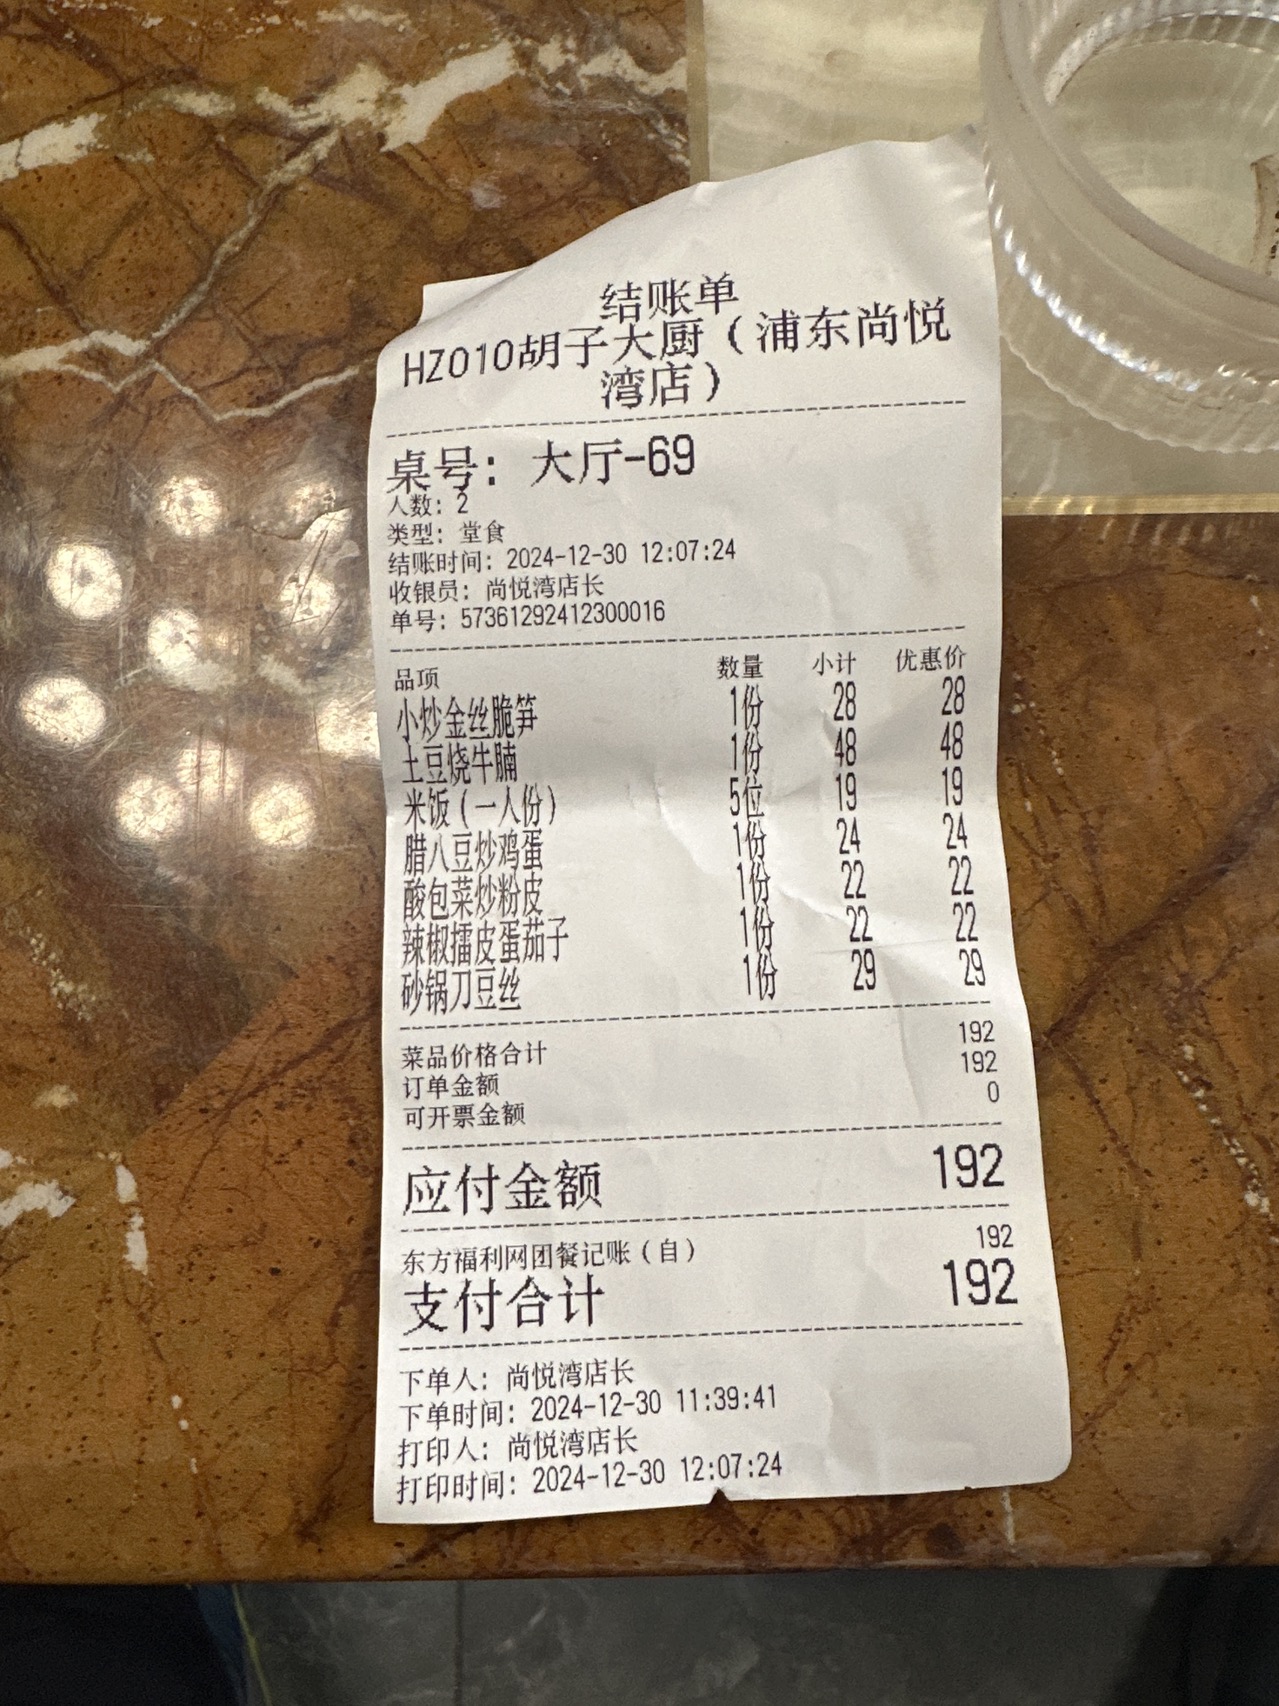 结账单
HZ010胡子大厨（浦东尚悦
湾店）
桌号： 大厅-69
人数：2
类型：堂食
结账时间：2024-12-30 12:07:24
收银员：尚悦湾店长
单号：57361292412300016
品项 数量 小计 优惠价
小炒金丝脆笋 1份 28 28
土豆烧牛腩 1份 48 48
米饭（一人份） 5位 19 19
腊八豆炒鸡蛋 1份 24 24
酸包菜炒粉皮 1份 22 22
辣椒擂皮蛋茄子 1份 22 22
砂锅刀豆丝 1份 29 29
菜品价格合计 192
订单金额 192
可开票金额 0
应付金额 192
东方福利网团餐记账（自） 192
支付合计 192
下单人：尚悦湾店长
下单时间：2024-12-30 11:39:41
打印人：尚悦湾店长
打印时间：2024-12-30 12:07:24